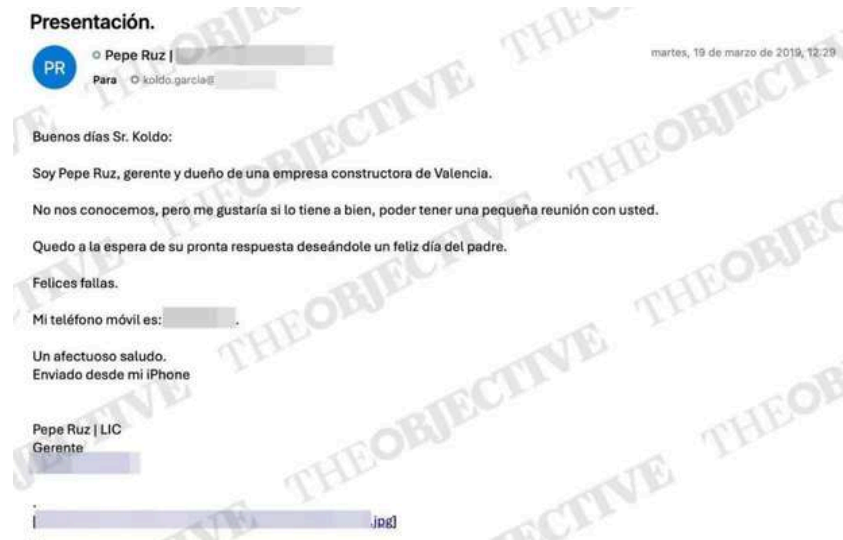 Presentación.
PR
Pepe Ruz |
martes, 19 de marzo de 2019, 12:29
Para koldo.garcia@
Buenos días Sr. Koldo:
Soy Pepe Ruz, gerente y dueño de una empresa constructora de Valencia.
No nos conocemos, pero me gustaría si lo tiene a bien, poder tener una pequeña reunión con usted.
Quedo a la espera de su pronta respuesta deseándole un feliz día del padre.
Felices fallas.
Mi teléfono móvil es: .
Un afectuoso saludo.
Enviado desde mi iPhone
Pepe Ruz | LIC
Gerente
.
[ .jpg]
THEOBJECTIVE